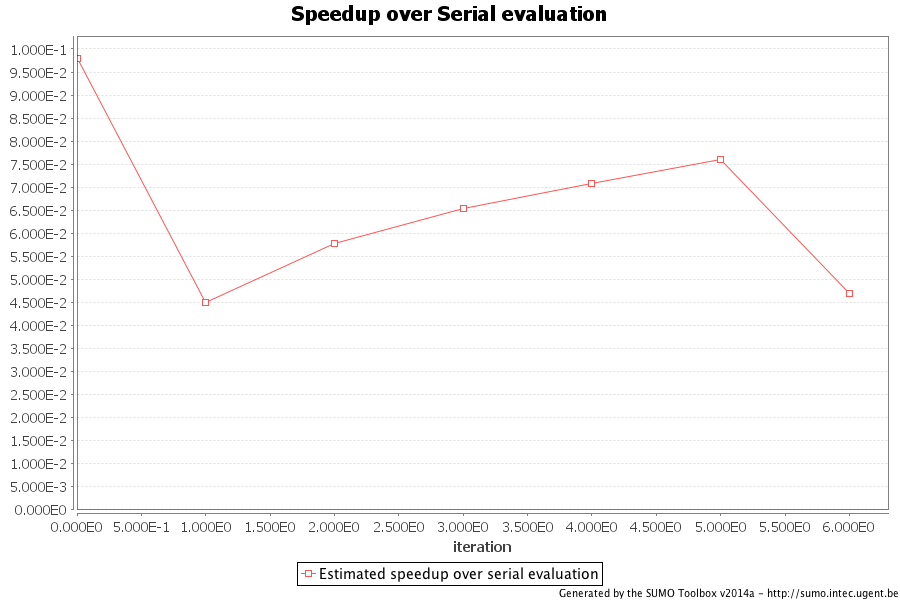 Speedup over Serial evaluation
1.000E-1
9.500E-2
9.000E-2
8.500E-2
8.000E-2
7.500E-2
7.000E-2
6.500E-2
6.000E-2
5.500E-2
5.000E-2
4.500E-2
4.000E-2
3.500E-2
3.000E-2
2.500E-2
2.000E-2
1.500E-2
1.000E-2
5.000E-3
0.000E0
0.000E0 5.000E-1 1.000E0 1.500E0 2.000E0 2.500E0 3.000E0 3.500E0 4.000E0 4.500E0 5.000E0 5.500E0 6.000E0
iteration
Estimated speedup over serial evaluation
Generated by the SUMO Toolbox v2014a - http://sumo.intec.ugent.be